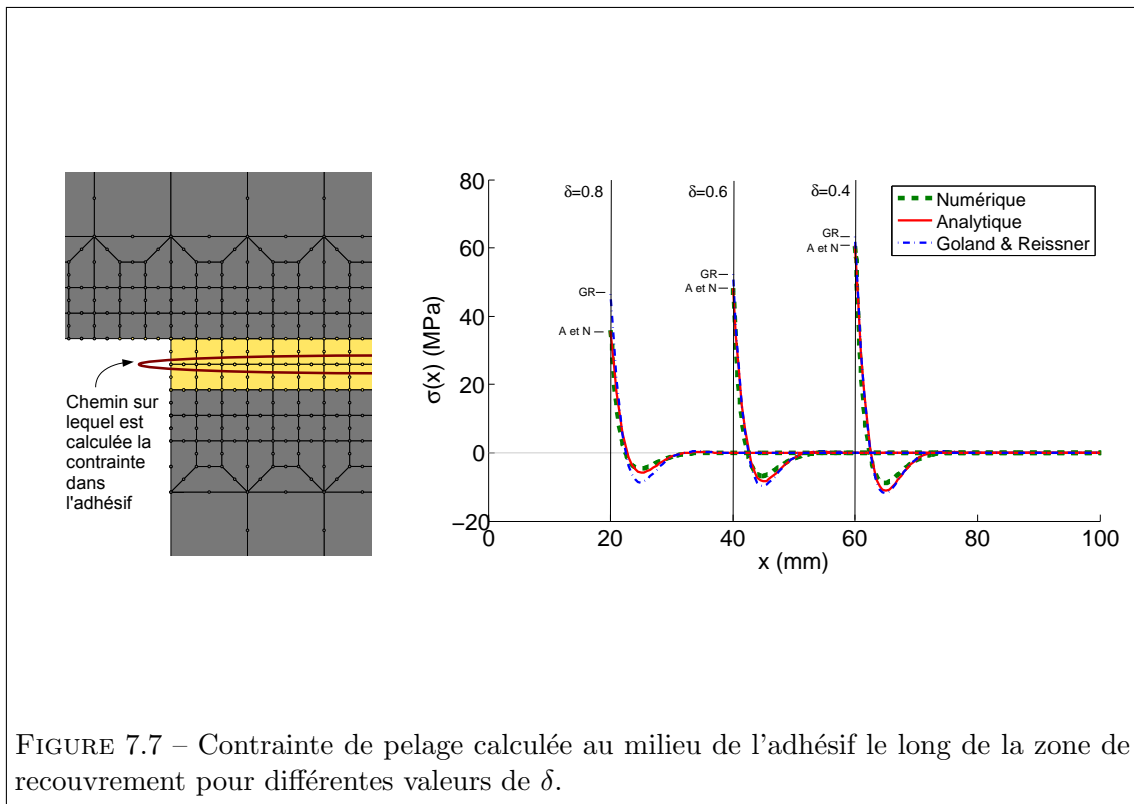 Chemin sur
lequel est
calculée la
contrainte
dans
l'adhésif
σ(x) (MPa)
80
60
40
20
0
−20
0
20
40
60
80
100
x (mm)
δ=0.8
δ=0.6
δ=0.4
GR
A et N
GR
A et N
GR
A et N
Numérique
Analytique
Goland & Reissner
FIGURE 7.7 – Contrainte de pelage calculée au milieu de l'adhésif le long de la zone de
recouvrement pour différentes valeurs de δ.